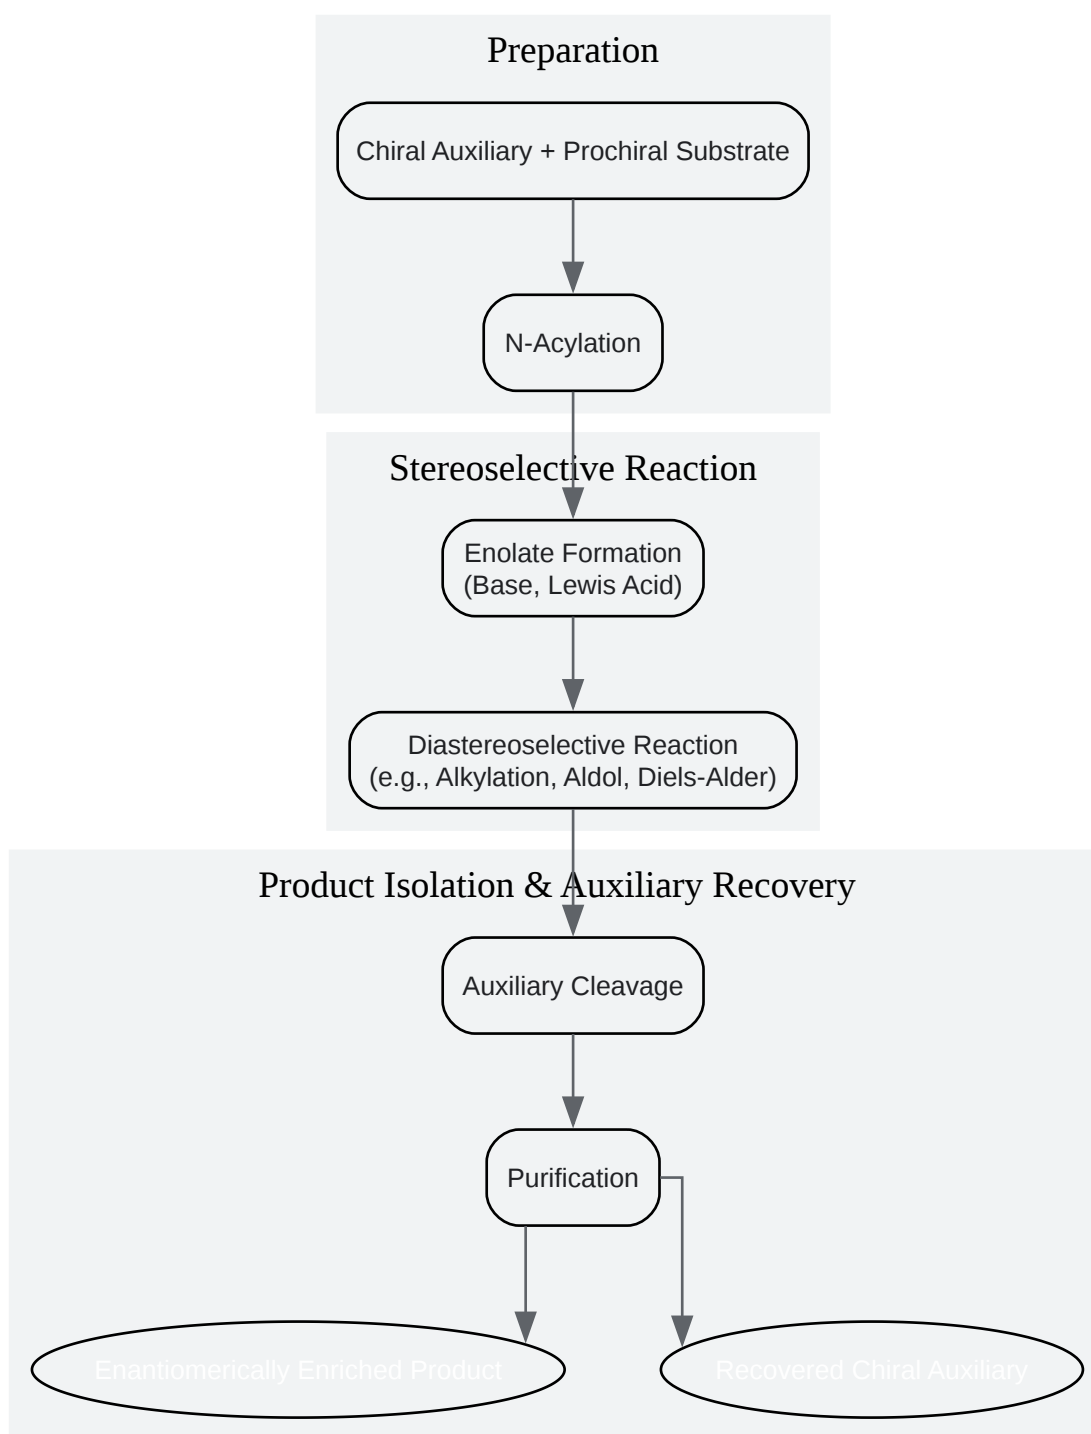 Preparation
Chiral Auxiliary + Prochiral Substrate
N-Acylation
Stereoselective Reaction
Enolate Formation
(Base, Lewis Acid)
Diastereoselective Reaction
(e.g., Alkylation, Aldol, Diels-Alder)
Product Isolation & Auxiliary Recovery
Auxiliary Cleavage
Purification
Enantiomerically Enriched Product
Recovered Chiral Auxiliary